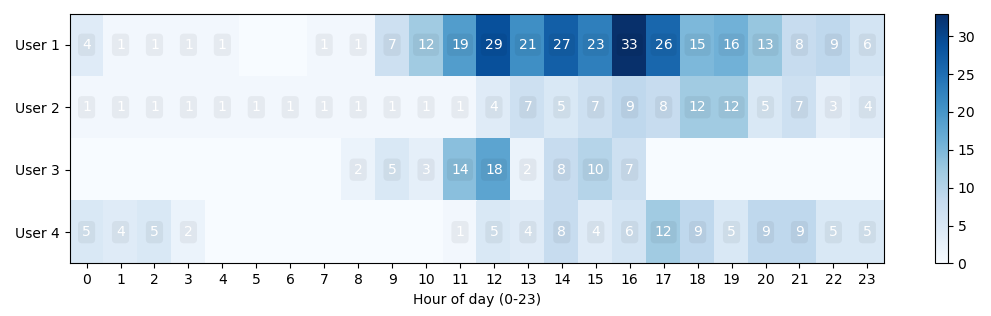 User 1 4 1 1 1 1 1 1 7 12 19 29 21 27 23 33 26 15 16 13 8 9 6
User 2 1 1 1 1 1 1 1 1 1 1 1 1 4 7 5 7 9 8 12 12 5 7 3 4
User 3 2 5 3 14 18 2 8 10 7
User 4 5 4 5 2 1 5 4 8 4 6 12 9 5 9 9 5 5
0 1 2 3 4 5 6 7 8 9 10 11 12 13 14 15 16 17 18 19 20 21 22 23
Hour of day (0-23)
30
25
20
15
10
5
0